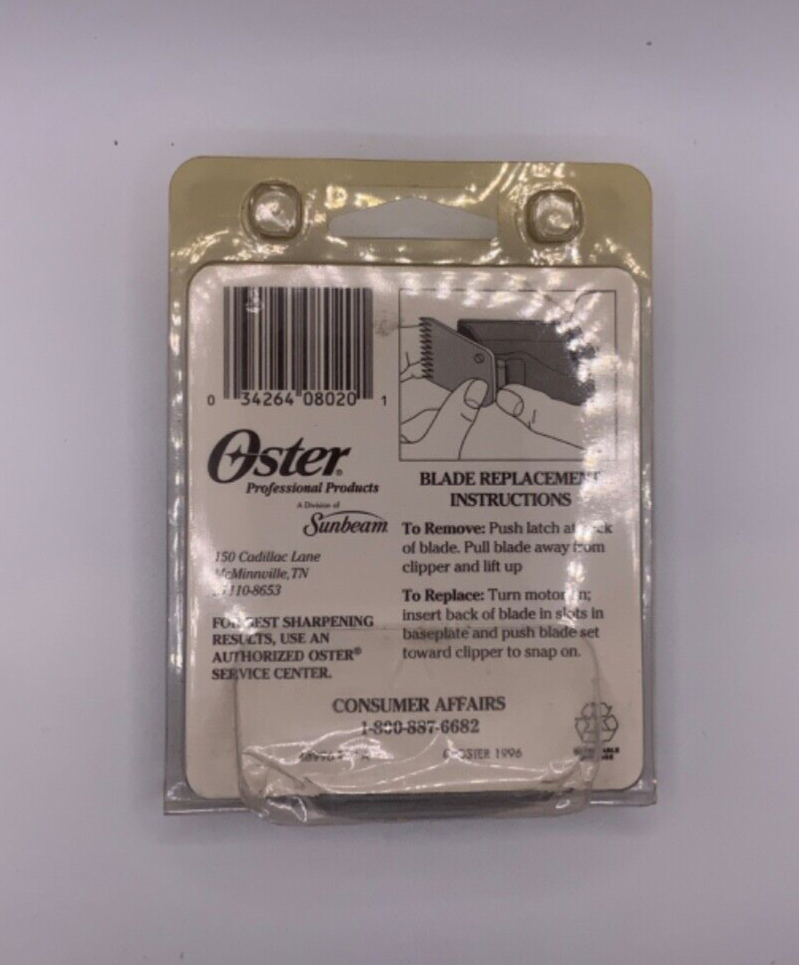 0 34264 08020 1
Oster®
Professional Products
A Division of
Sunbeam
150 Cadillac Lane
McMinnville, TN
110-8653
FOR BEST SHARPENING
RESULTS, USE AN
AUTHORIZED OSTER®
SERVICE CENTER.
BLADE REPLACEMENT
INSTRUCTIONS
To Remove: Push latch at
of blade. Pull blade away from
clipper and lift up
To Replace: Turn motor
insert back of blade in slots in
baseplate and push blade set
toward clipper to snap on.
CONSUMER AFFAIRS
1-800-887-6682
OSTER 1996